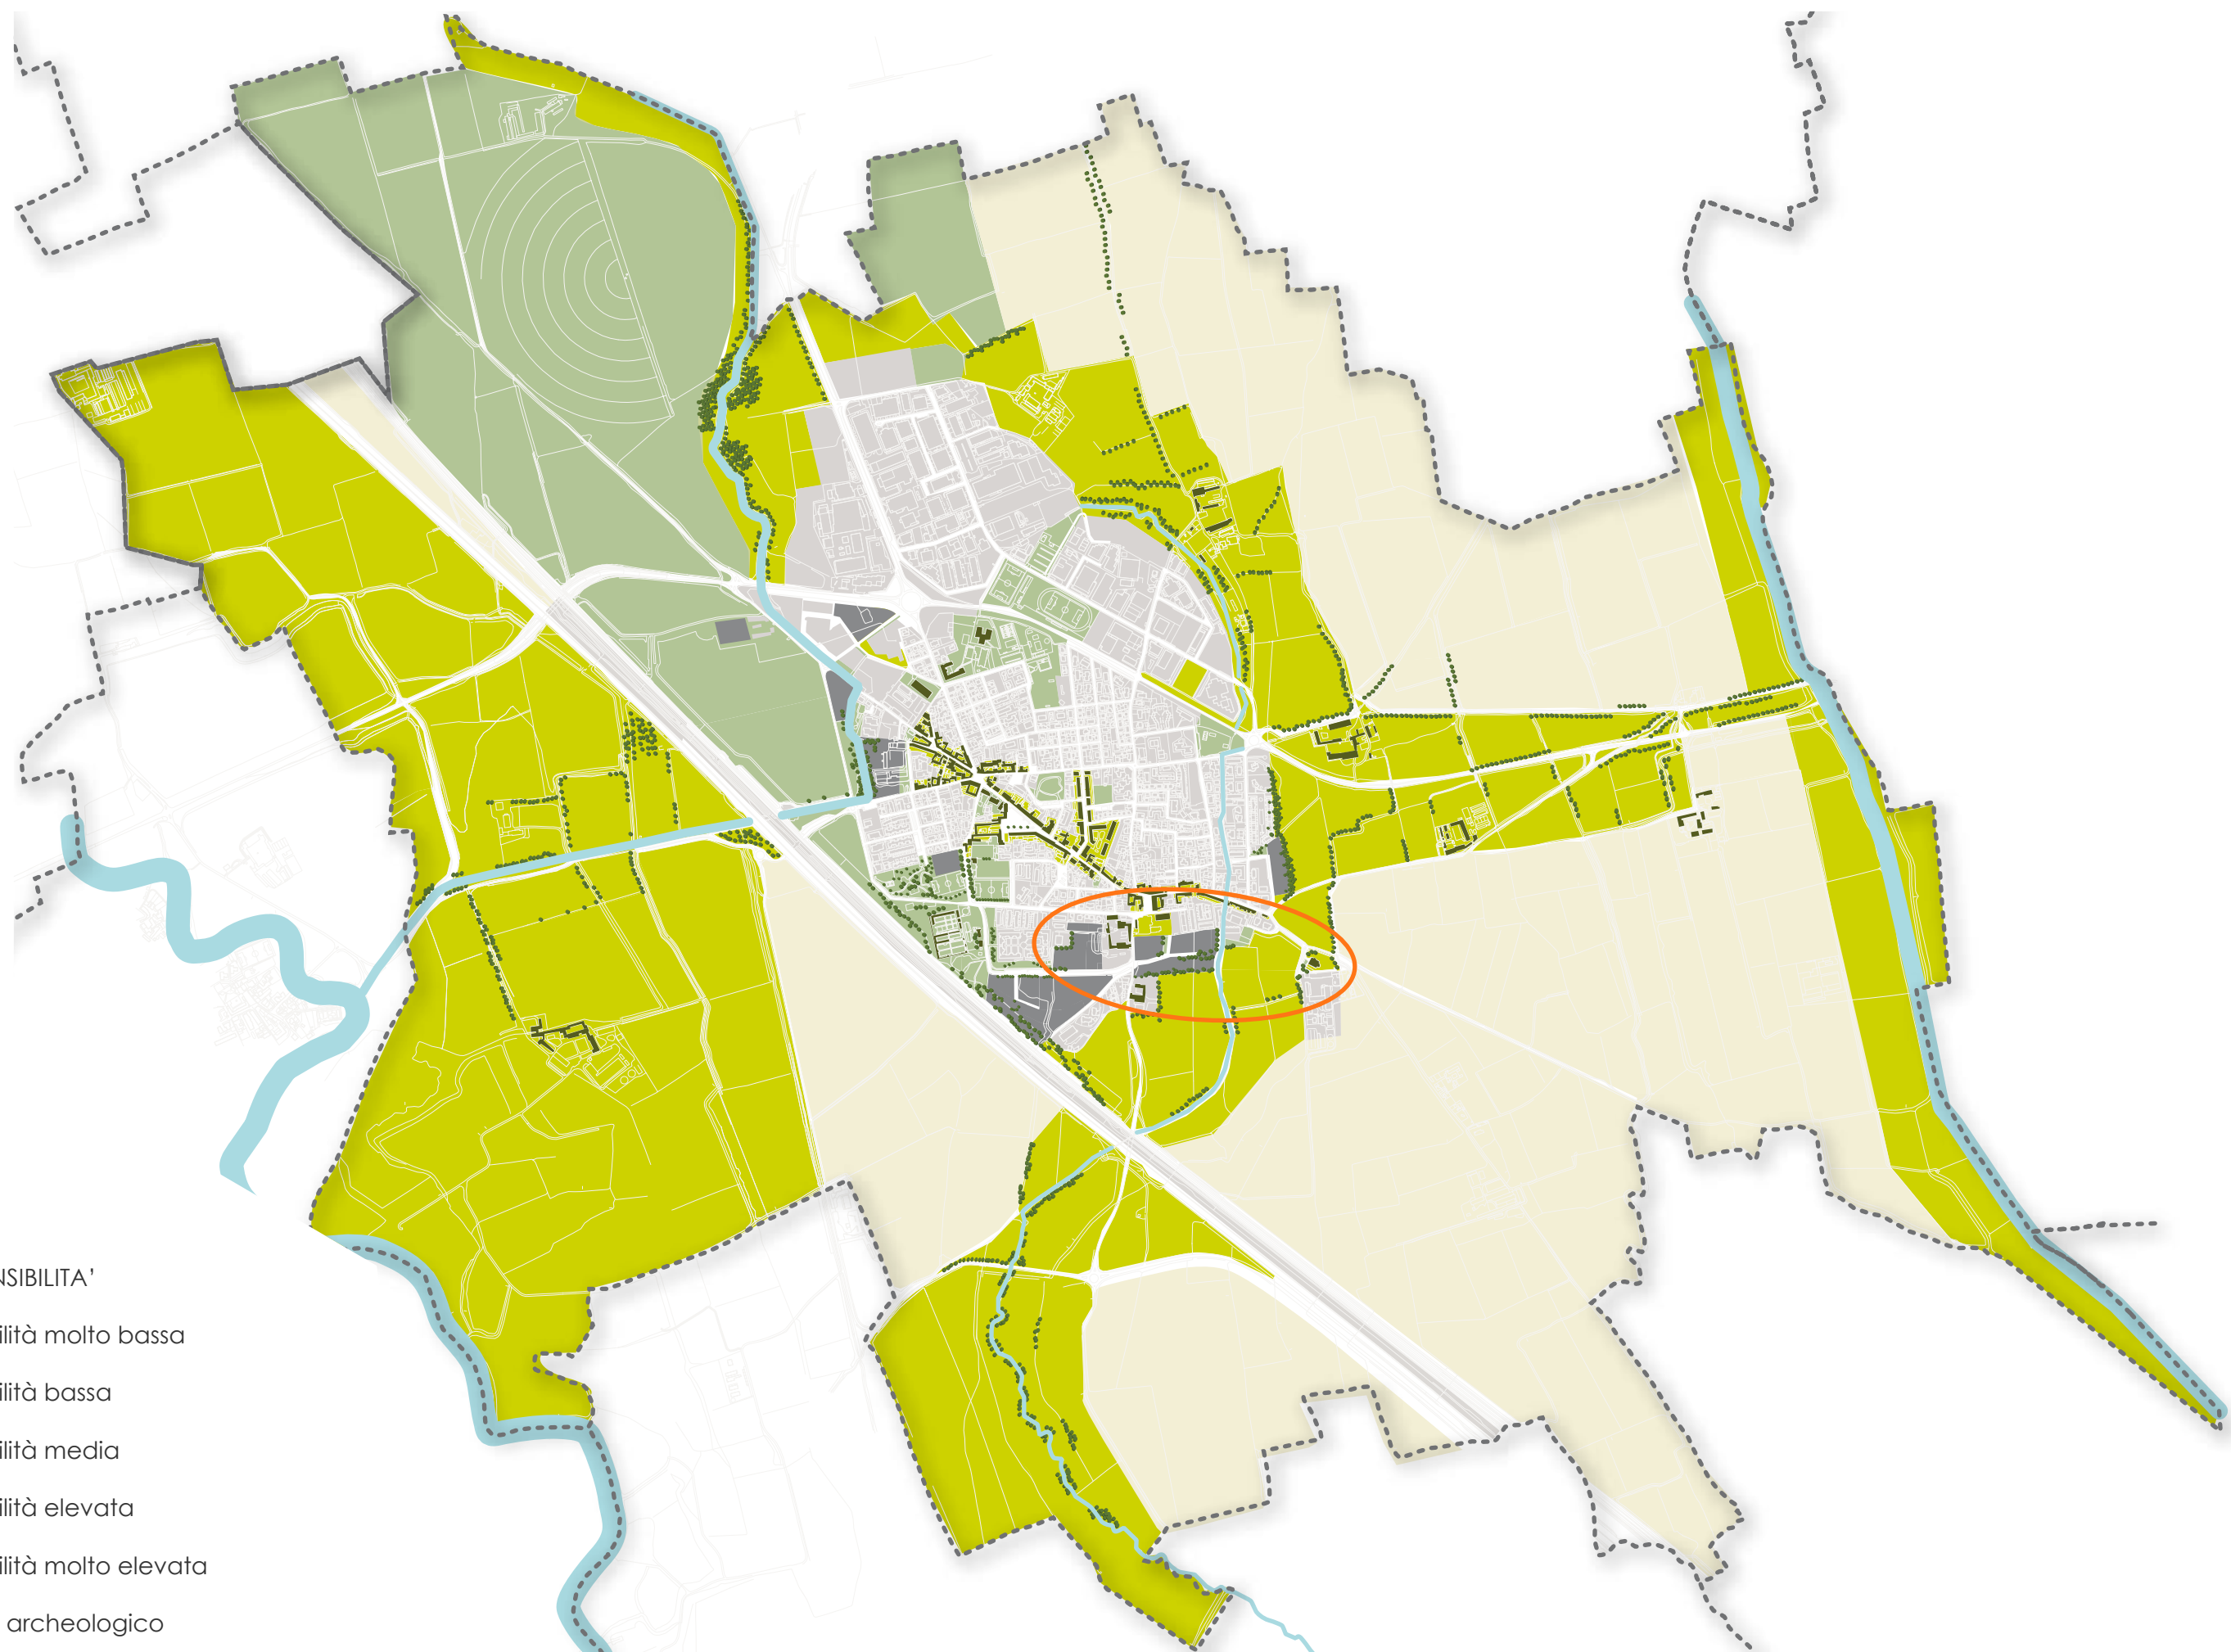 NSIBILITA'
ilità molto bassa
ilità bassa
ilità media
ilità elevata
ilità molto elevata
archeologico